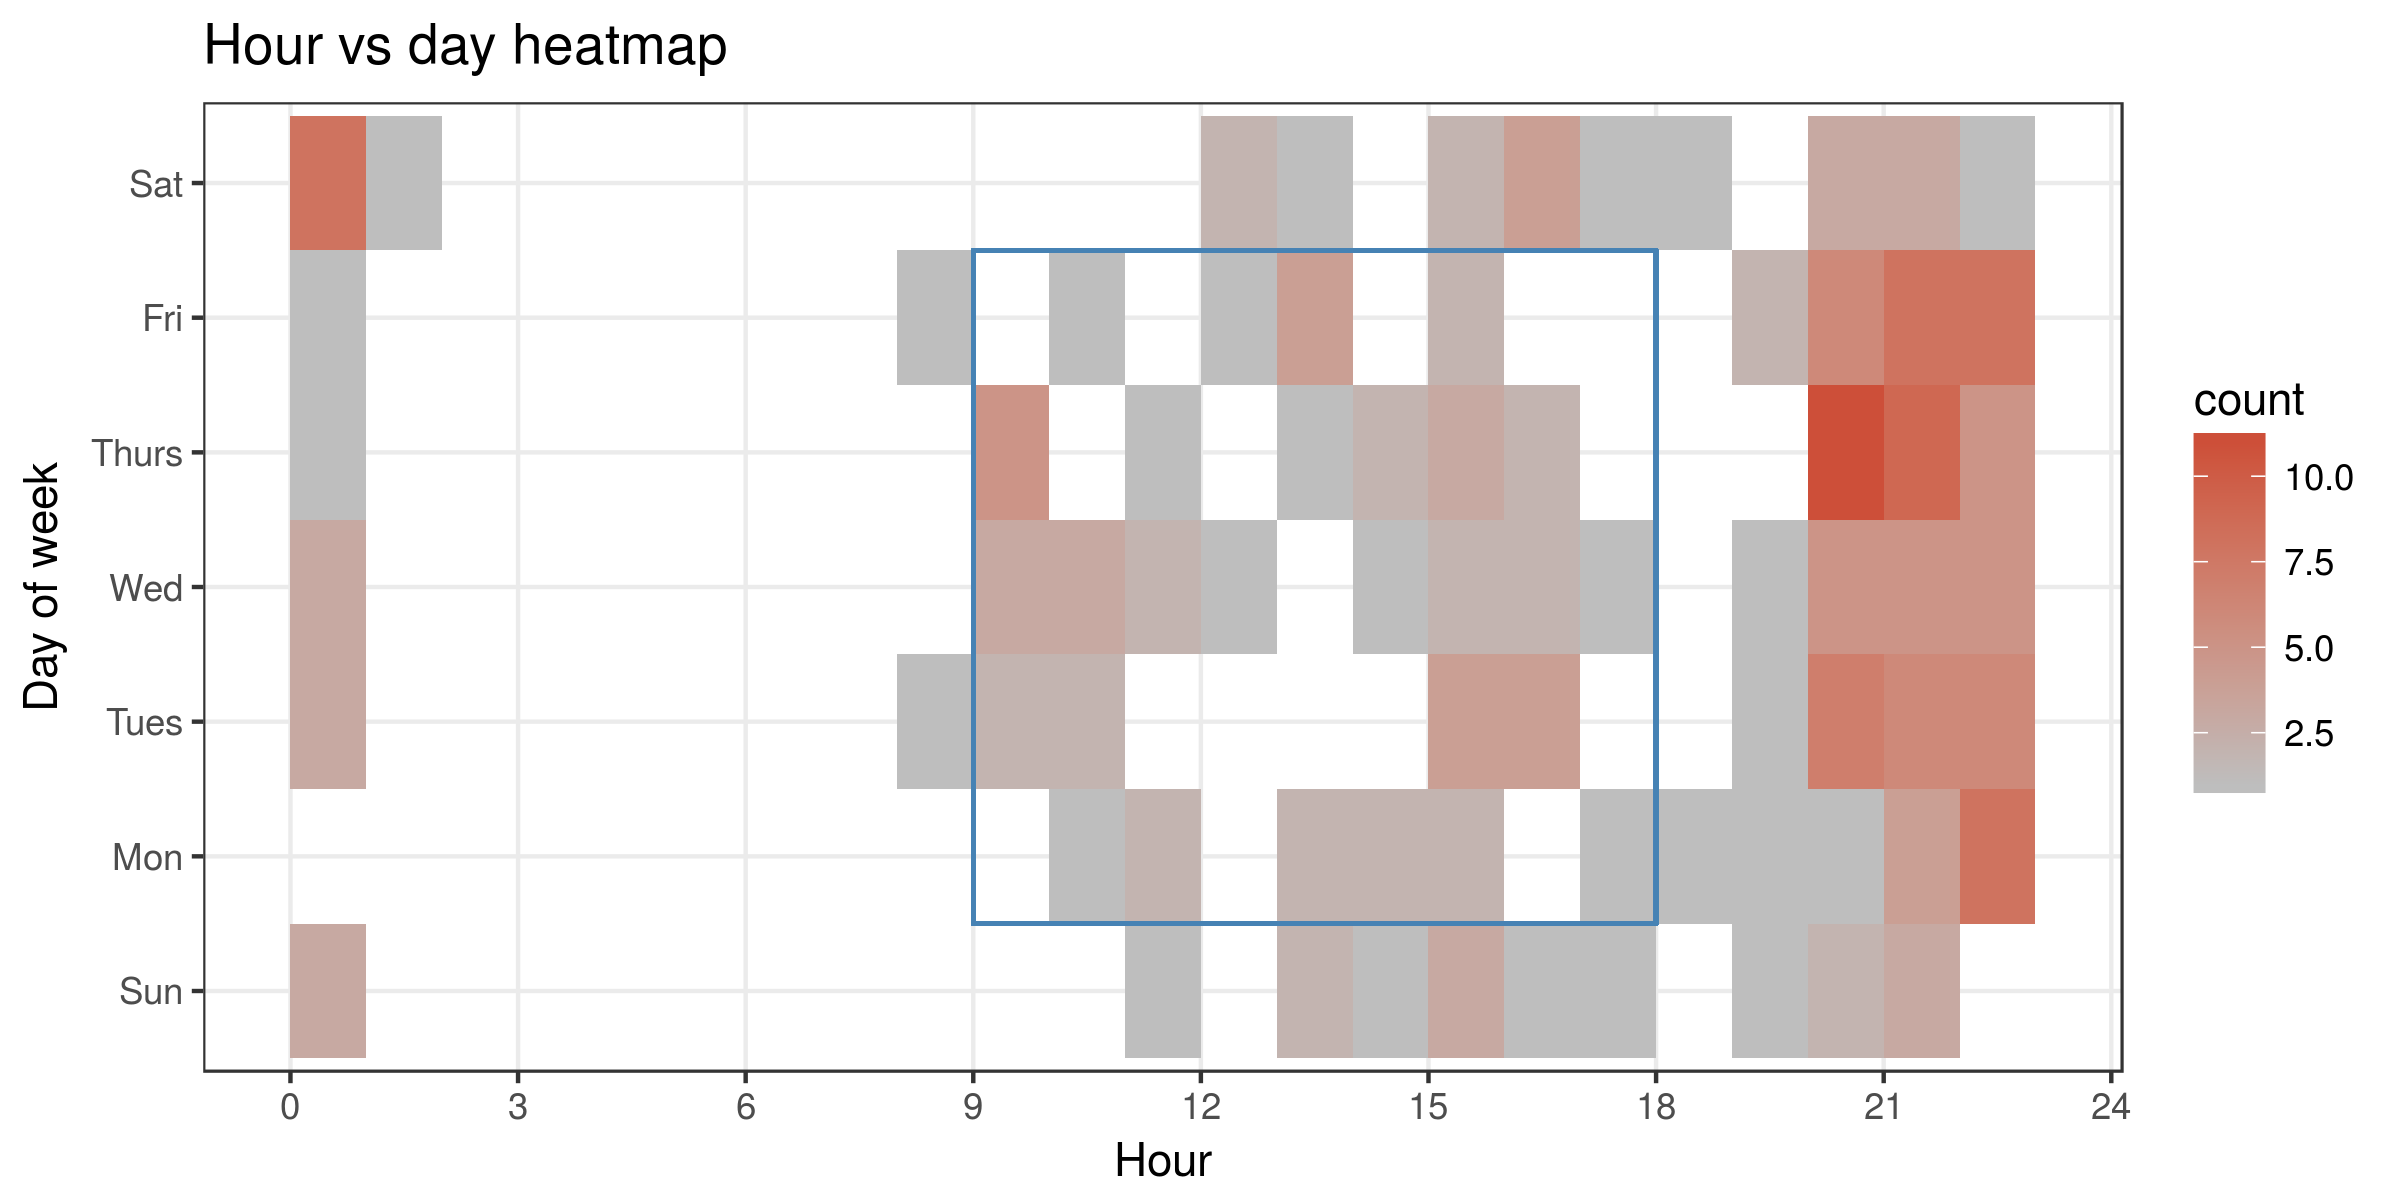 Hour vs day heatmap
Day of week
Sat
Fri
Thurs
Wed
Tues
Mon
Sun
0 3 6 9 12 15 18 21 24
Hour
count
10.0
7.5
5.0
2.5